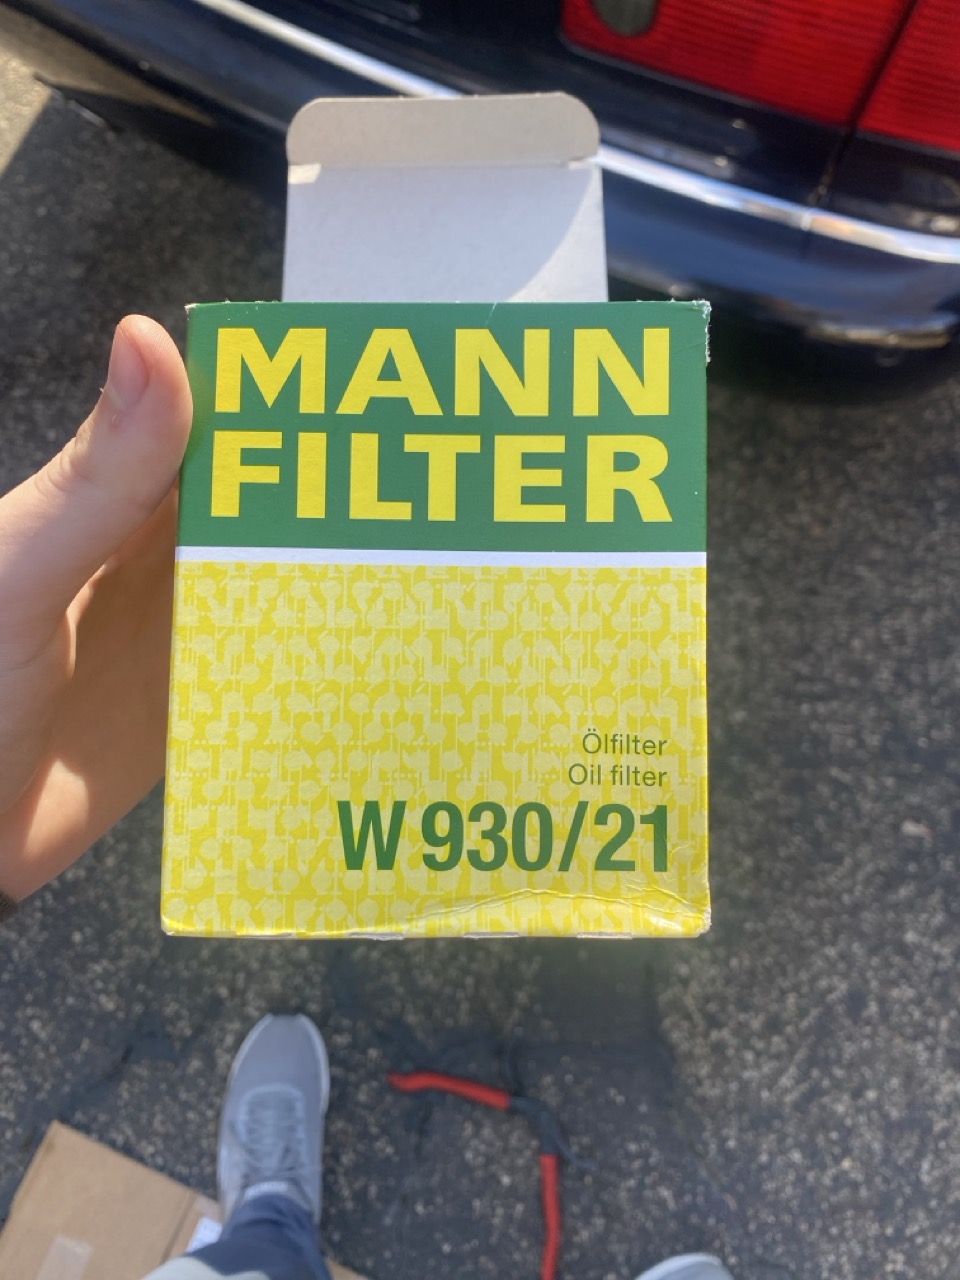 MANN
FILTER
Ölfilter
Oil filter
W 930/21